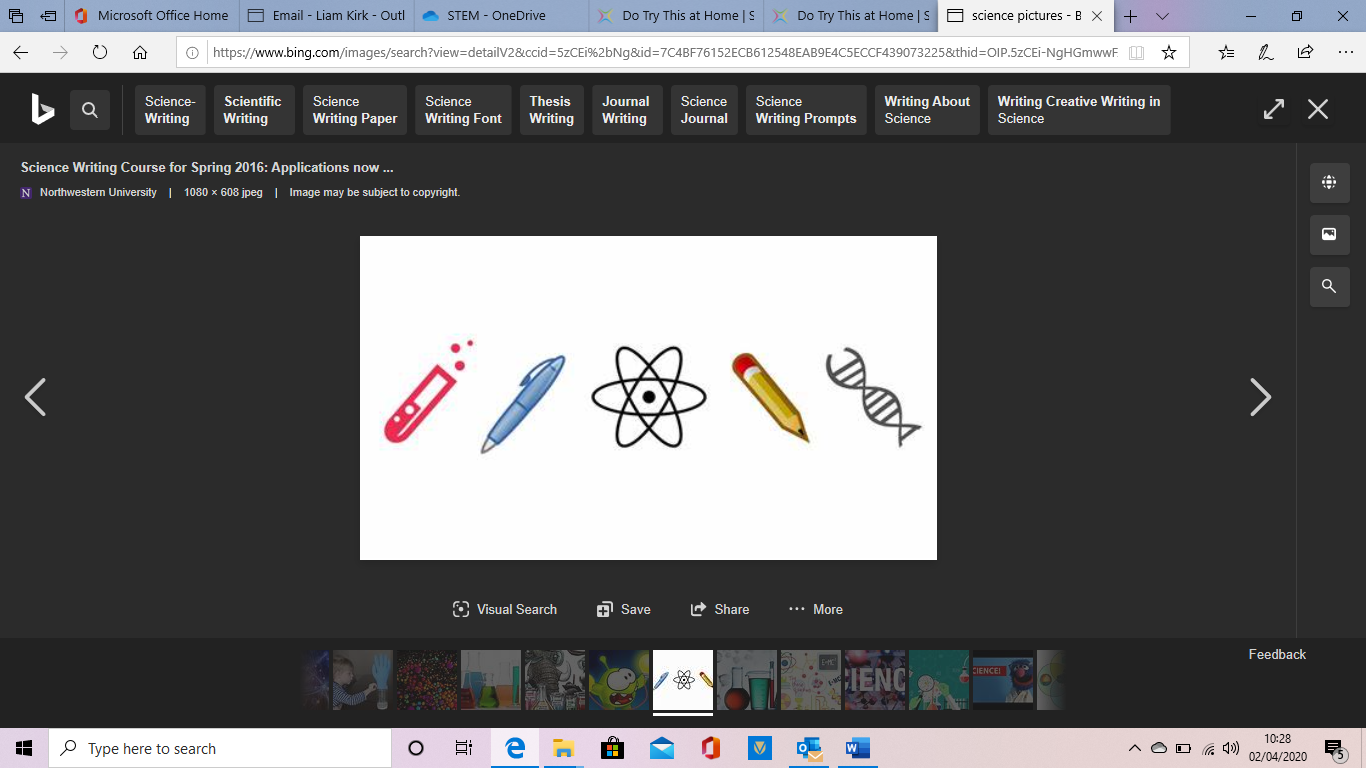 Microsoft Office Home
Email - Liam Kirk - Outl
STEM - OneDrive
Do Try This at Home | S
Do Try This at Home | S
science pictures - B
https://www.bing.com/images/search?view=detailV2&ccid=5zCEi%2bNg&id=7C4BF76152ECB612548EAB9E4C5ECCF439073225&thid=OIP.5zCEi-NgHGmwwF
Science-
Writing
Scientific
Writing
Science
Writing Paper
Science
Writing Font
Thesis
Writing
Journal
Writing
Science
Journal
Science
Writing Prompts
Writing About
Science
Writing Creative Writing in
Science
Science Writing Course for Spring 2016: Applications now ...
N Northwestern University | 1080 × 608 jpeg | Image may be subject to copyright.
Visual Search
Save
Share
More
Feedback
IENC
SCIENCE!
Type here to search
10:28
02/04/2020
5